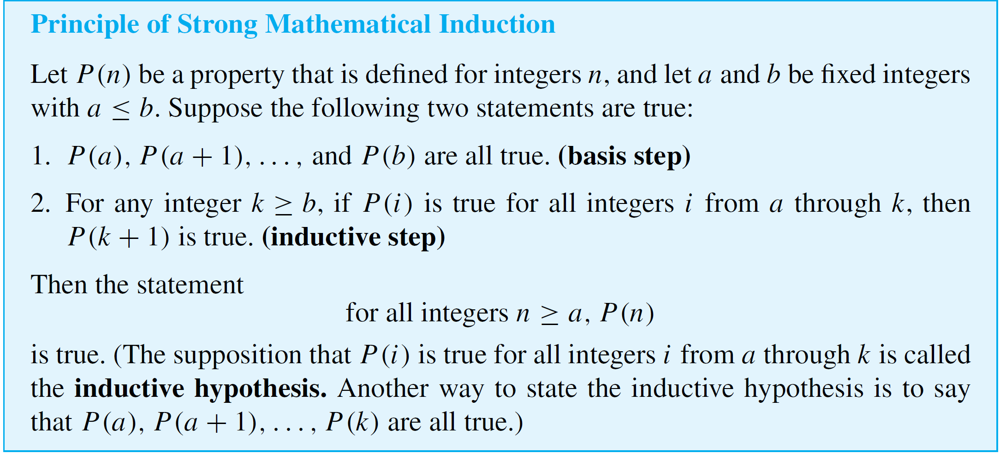 Principle of Strong Mathematical Induction
Let P(n) be a property that is defined for integers n, and let a and b be fixed integers
with a ≤ b. Suppose the following two statements are true:
1. P(a), P(a + 1), . . . , and P(b) are all true. (basis step)
2. For any integer k ≥ b, if P(i) is true for all integers i from a through k, then
P(k + 1) is true. (inductive step)
Then the statement
for all integers n ≥ a, P(n)
is true. (The supposition that P(i) is true for all integers i from a through k is called
the inductive hypothesis. Another way to state the inductive hypothesis is to say
that P(a), P(a + 1), . . . , P(k) are all true.)